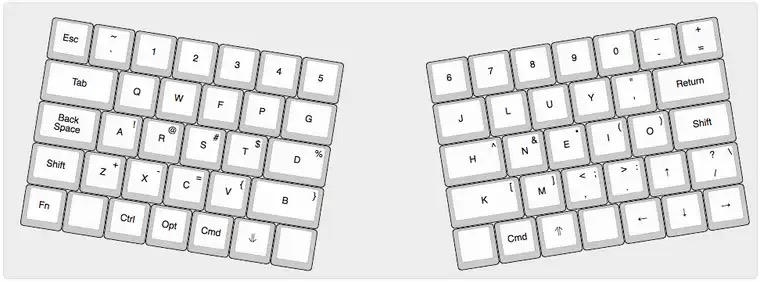 Esc ~ ` 1 2 3 4 5
Tab Q W F P G
Back Space A ! R @ S # T $ D %
Shift Z + X - C = V { B }
Fn Ctrl Opt Cmd ⤋
6 7 8 9 0 _ - + =
J L U Y " ' Return
H ^ N & E * I ( O ) Shift
K [ M ] < ; , > : . ↑ ? \ /
Cmd ⤊ ← ↓ →